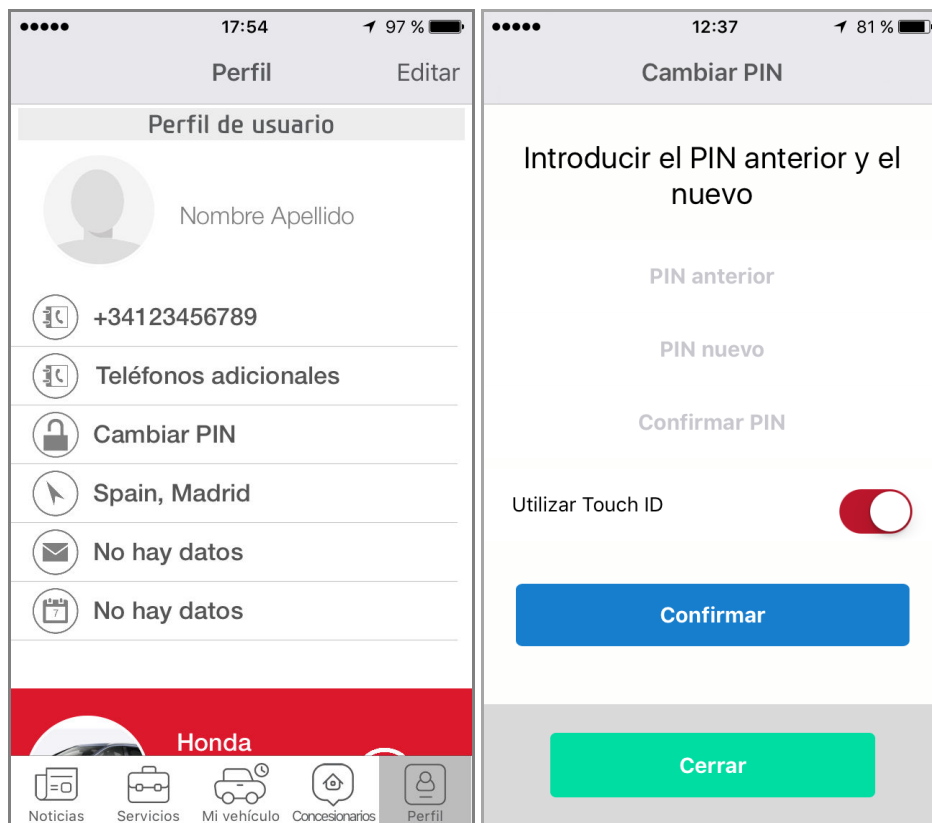 17:54
97 %
Perfil
Editar
Perfil de usuario
Nombre Apellido
+34123456789
Teléfonos adicionales
Cambiar PIN
Spain, Madrid
No hay datos
7
No hay datos
Honda
Noticias
Servicios
Mi vehículo
Concesionarios
Perfil
12:37
81 %
Cambiar PIN
Introducir el PIN anterior y el
nuevo
PIN anterior
PIN nuevo
Confirmar PIN
Utilizar Touch ID
Confirmar
Cerrar